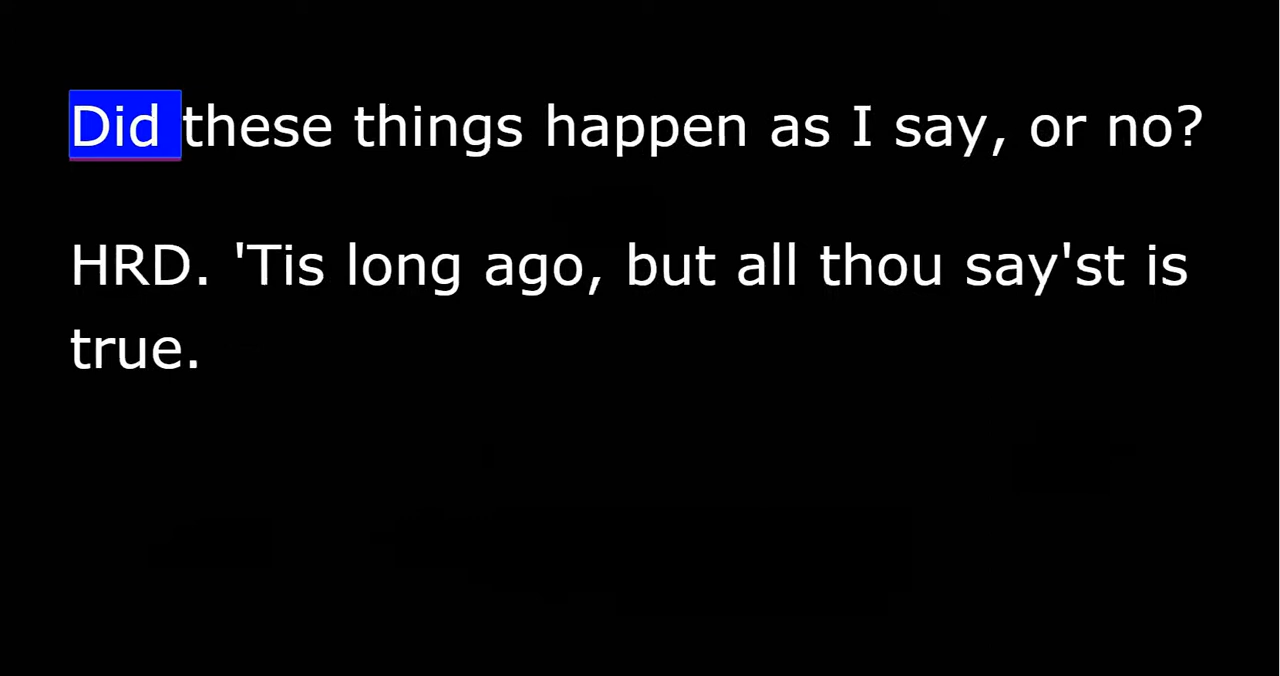 Did these things happen as I say, or no?
HRD. 'Tis long ago, but all thou say'st is
true.